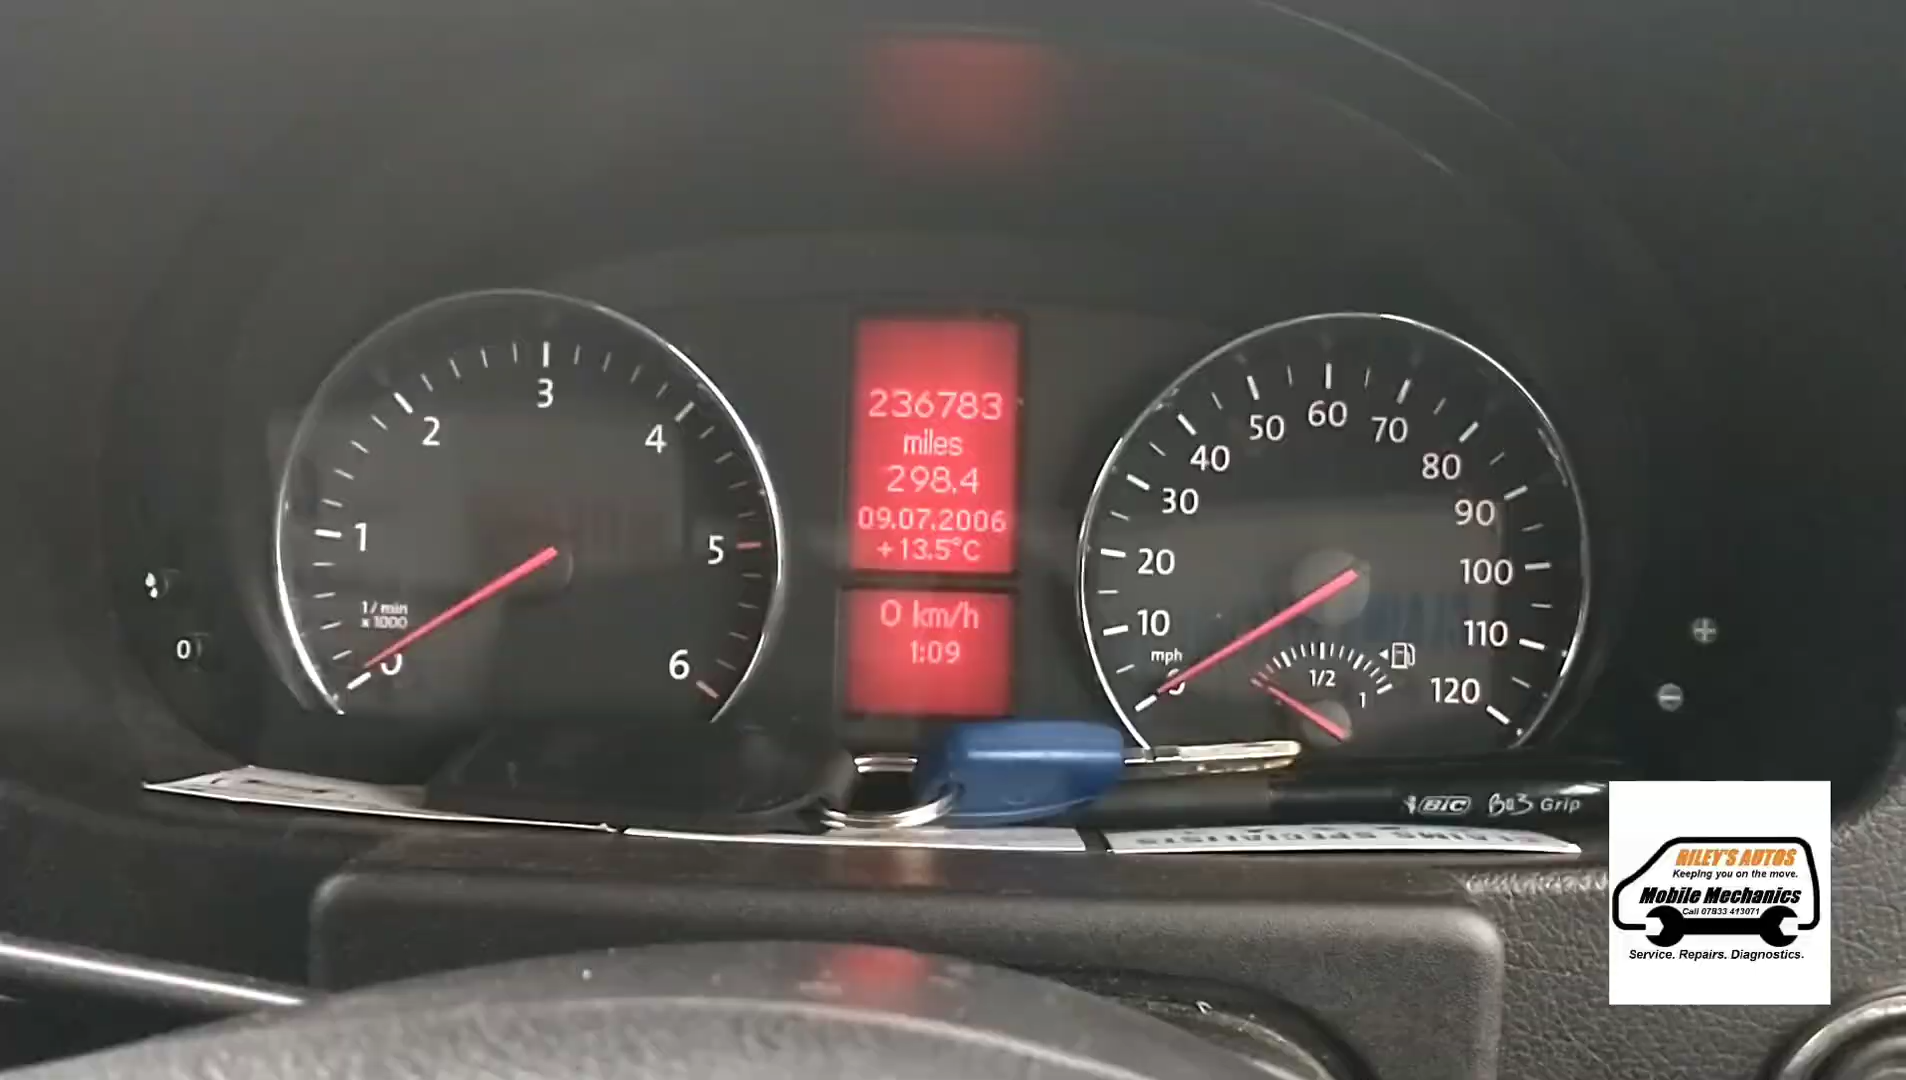 1
2
3
4
5
6
0
1/min
x 1000
0
236783
miles
298.4
09.07.2006
+13.5°C
0 km/h
1:09
10
20
30
40
50
60
70
80
90
100
110
120
mph
1/2
1
BIC
Grip
SPECIALISTS
RILEY'S AUTOS
Keeping you on the move.
Mobile Mechanics
Call 07833 413071
Service. Repairs. Diagnostics.